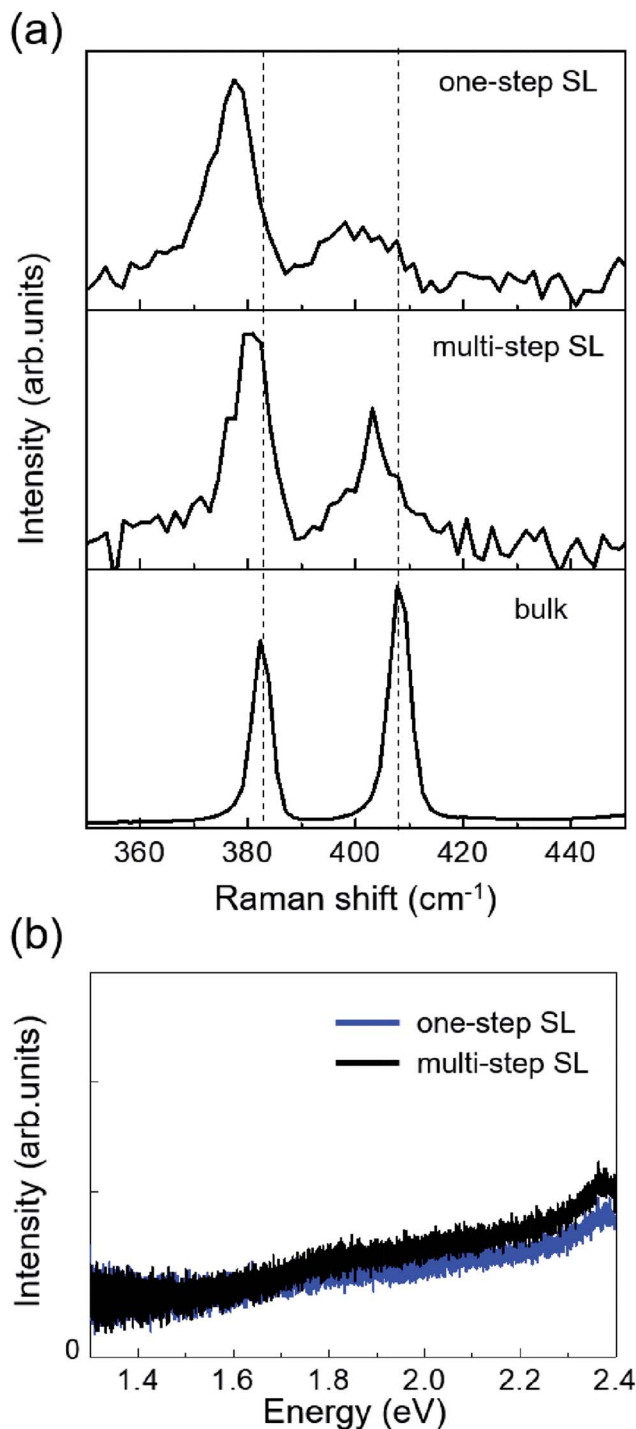 (a)
one-step SL
multi-step SL
bulk
Intensity (arb.units)
360 380 400 420 440
Raman shift (cm⁻¹)
(b)
one-step SL
multi-step SL
Intensity (arb.units)
0
1.4 1.6 1.8 2.0 2.2 2.4
Energy (eV)